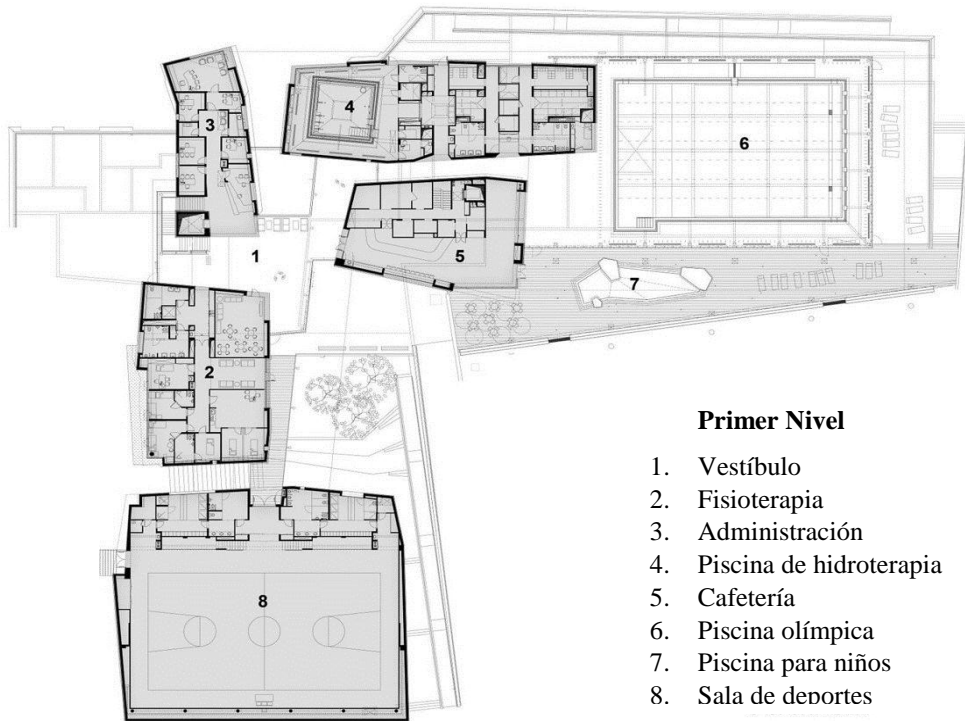 3
4
6
1
5
7
2
8
Primer Nivel
1. Vestíbulo
2. Fisioterapia
3. Administración
4. Piscina de hidroterapia
5. Cafetería
6. Piscina olímpica
7. Piscina para niños
8. Sala de deportes